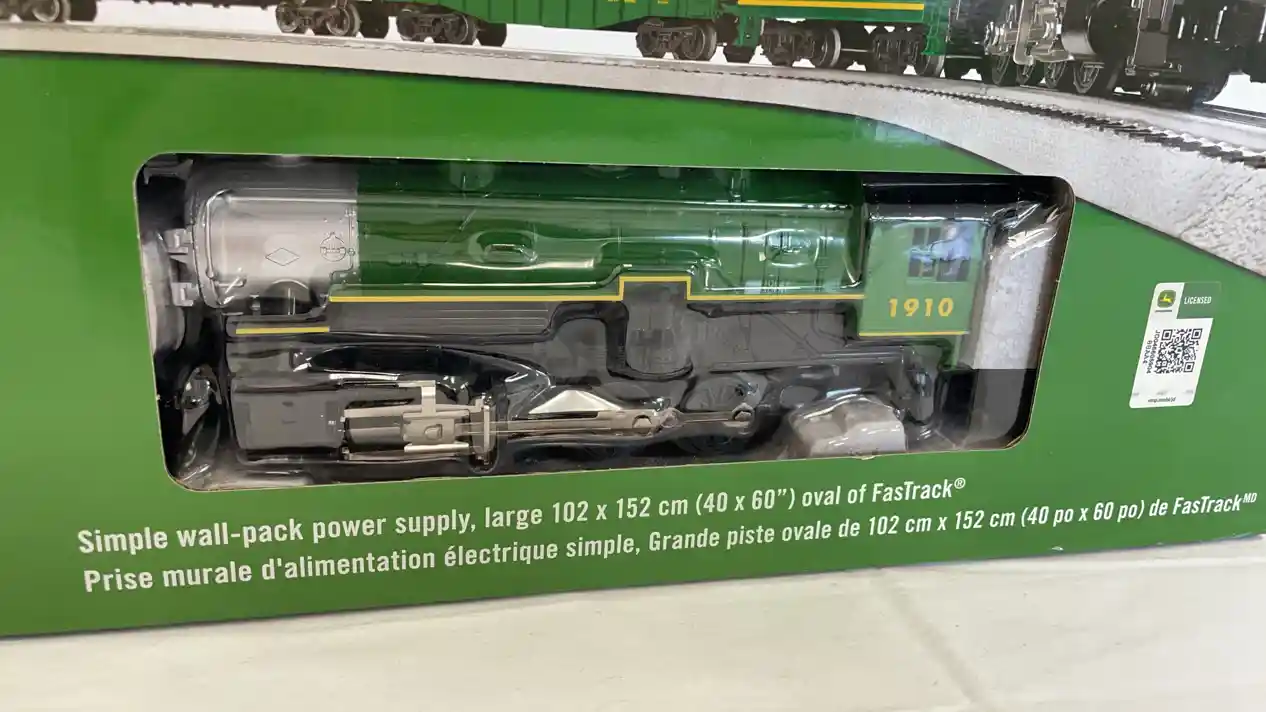 1910
LICENSED
Simple wall-pack power supply, large 102 x 152 cm (40 x 60") oval of FasTrack®
Prise murale d'alimentation électrique simple, Grande piste ovale de 102 cm x 152 cm (40 po x 60 po) de FasTrackMD